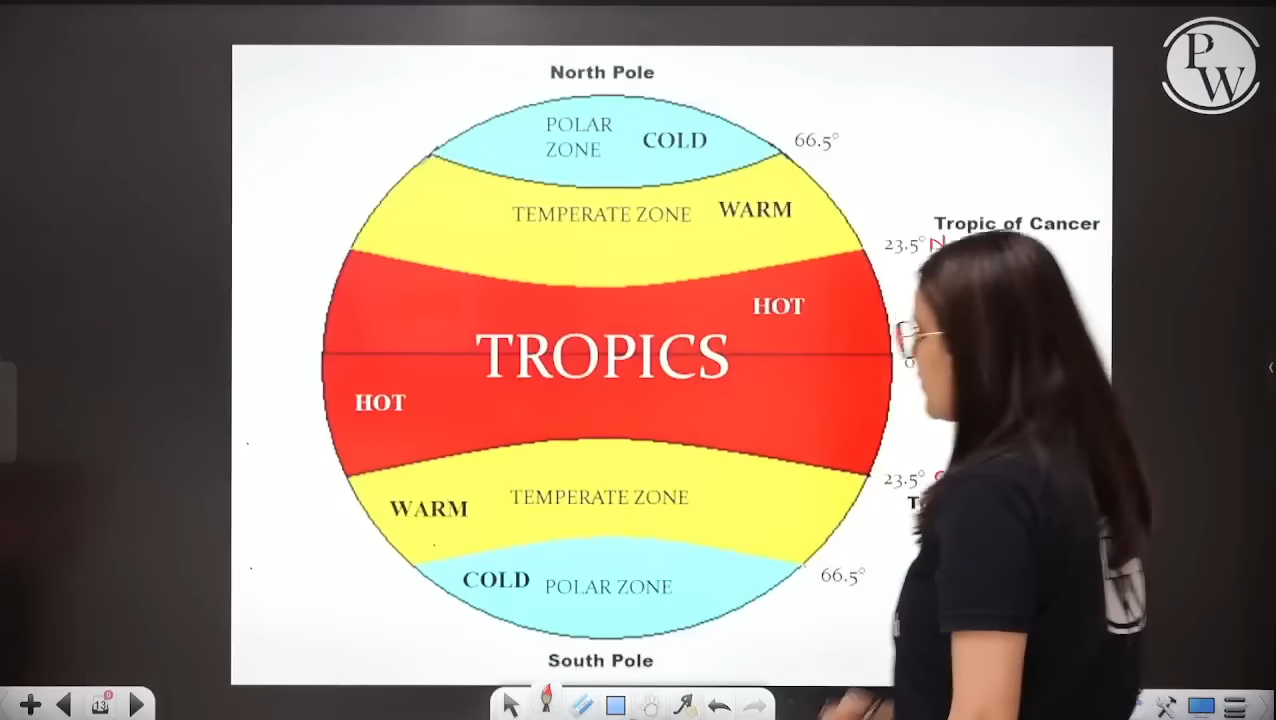 North Pole
POLAR
ZONE
COLD
66.5°
TEMPERATE ZONE
WARM
Tropic of Cancer
23.5° N
HOT
TROPICS
HOT
23.5°
WARM
TEMPERATE ZONE
COLD
POLAR ZONE
66.5°
South Pole
PW
13